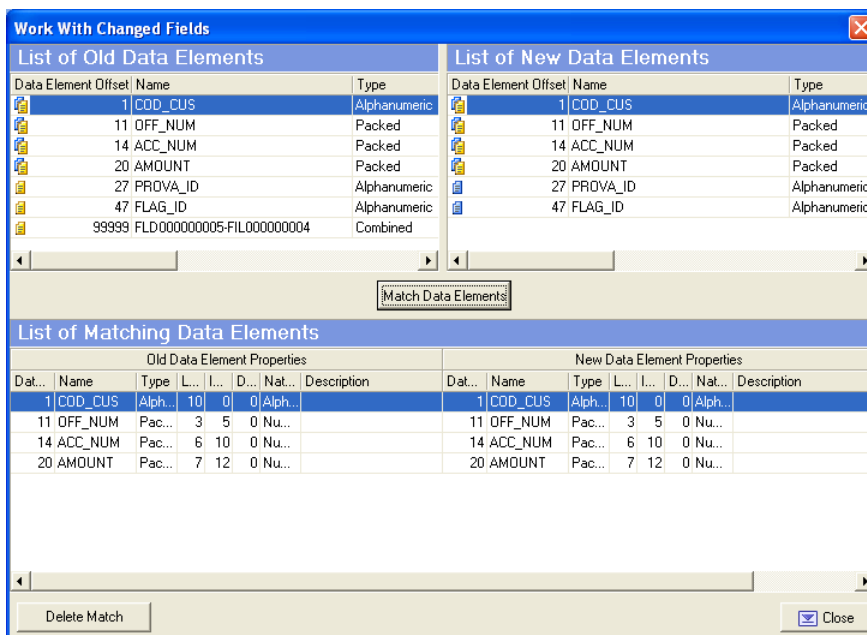 Work With Changed Fields
List of Old Data Elements
Data Element Offset Name Type
1 COD_CUS Alphanumeric
11 OFF_NUM Packed
14 ACC_NUM Packed
20 AMOUNT Packed
27 PROVA_ID Alphanumeric
47 FLAG_ID Alphanumeric
99999 FLD000000005-FIL000000004 Combined
List of New Data Elements
Data Element Offset Name Type
1 COD_CUS Alphanumeric
11 OFF_NUM Packed
14 ACC_NUM Packed
20 AMOUNT Packed
27 PROVA_ID Alphanumeric
47 FLAG_ID Alphanumeric
Match Data Elements
List of Matching Data Elements
Old Data Element Properties New Data Element Properties
Dat... Name Type L... I... D... Nat... Description Dat... Name Type L... I... D... Nat... Description
1 COD_CUS Alph... 10 0 0 Alph... 1 COD_CUS Alph... 10 0 0 Alph...
11 OFF_NUM Pac... 3 5 0 Nu... 11 OFF_NUM Pac... 3 5 0 Nu...
14 ACC_NUM Pac... 6 10 0 Nu... 14 ACC_NUM Pac... 6 10 0 Nu...
20 AMOUNT Pac... 7 12 0 Nu... 20 AMOUNT Pac... 7 12 0 Nu...
Delete Match Close